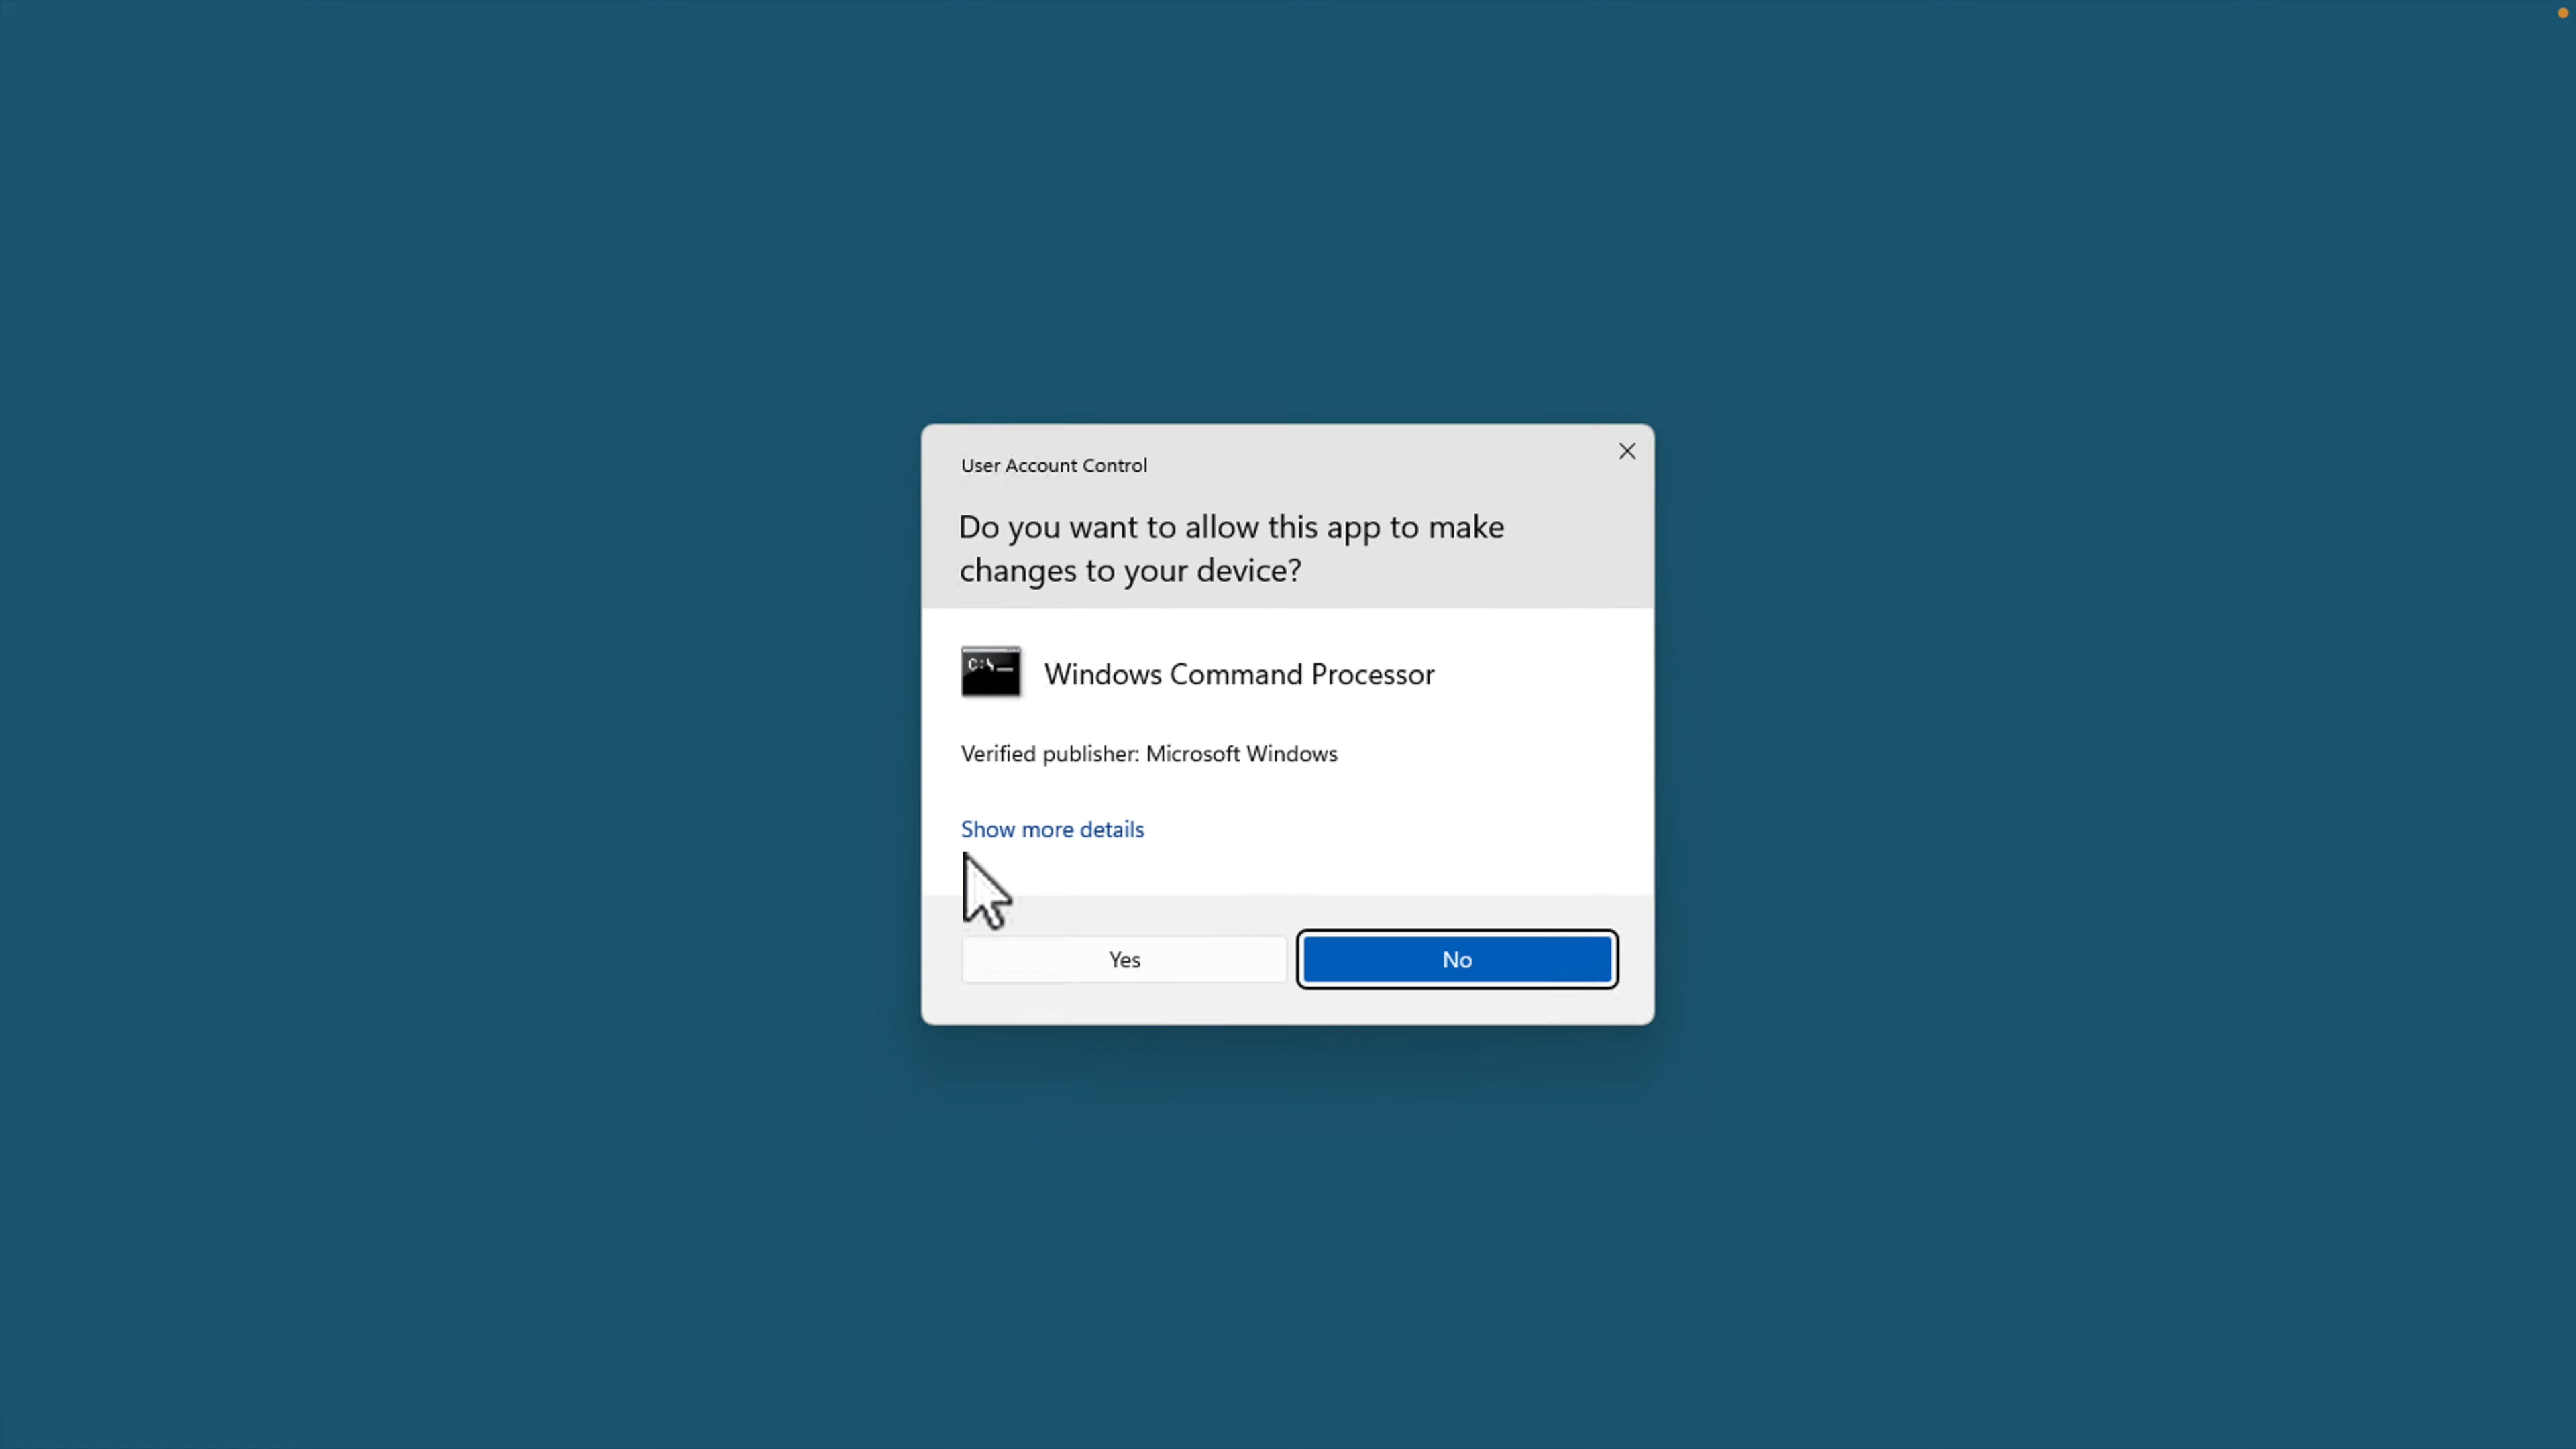 User Account Control
Do you want to allow this app to make
changes to your device?
C:\_
Windows Command Processor
Verified publisher: Microsoft Windows
Show more details
Yes
No